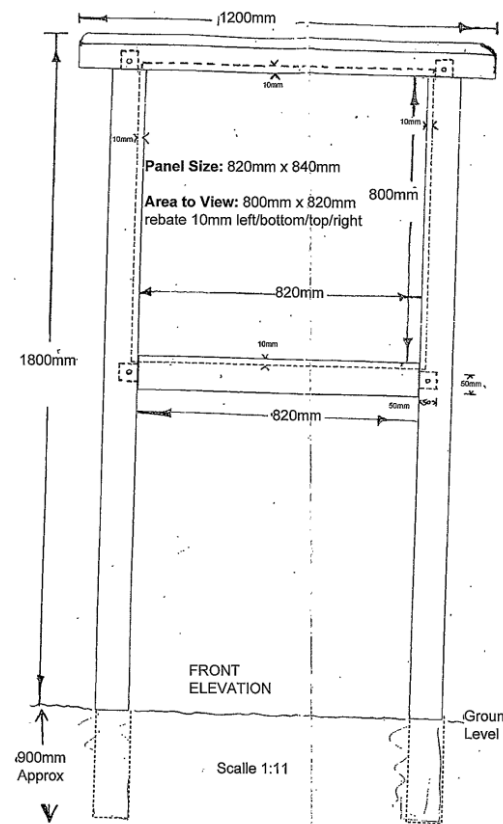 1200mm
10mm
10mm
10mm
Panel Size: 820mm x 840mm
800mm
Area to View: 800mm x 820mm
rebate 10mm left/bottom/top/right
820mm
10mm
1800mm
50mm
50mm
820mm
FRONT
ELEVATION
Groun
Level
900mm
Approx
Scalle 1:11